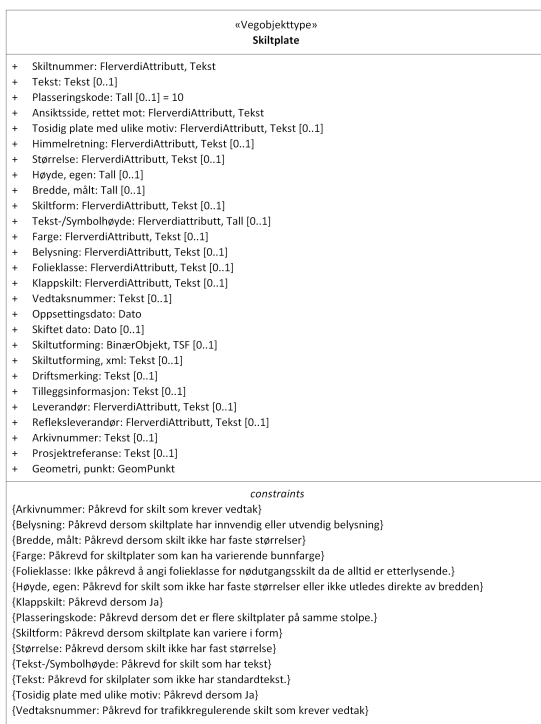 «Vegobjekttype»
Skiltplate
+ Skiltnummer: FlerverdiAttributt, Tekst
+ Tekst: Tekst [0..1]
+ Plasseringskode: Tall [0..1] = 10
+ Ansiktsside, rettet mot: FlerverdiAttributt, Tekst
+ Tosidig plate med ulike motiv: FlerverdiAttributt, Tekst [0..1]
+ Himmelretning: FlerverdiAttributt, Tekst [0..1]
+ Størrelse: FlerverdiAttributt, Tekst [0..1]
+ Høyde, egen: Tall [0..1]
+ Bredde, målt: Tall [0..1]
+ Skiltform: FlerverdiAttributt, Tekst [0..1]
+ Tekst-/Symbolhøyde: Flerverdiattributt, Tall [0..1]
+ Farge: FlerverdiAttributt, Tekst [0..1]
+ Belysning: FlerverdiAttributt, Tekst [0..1]
+ Folieklasse: FlerverdiAttributt, Tekst [0..1]
+ Klappskilt: FlerverdiAttributt, Tekst [0..1]
+ Vedtaksnummer: Tekst [0..1]
+ Oppsettingsdato: Dato
+ Skiftet dato: Dato [0..1]
+ Skiltutforming: BinærObjekt, TSF [0..1]
+ Skiltutforming, xml: Tekst [0..1]
+ Driftsmerking: Tekst [0..1]
+ Tilleggsinformasjon: Tekst [0..1]
+ Leverandør: FlerverdiAttributt, Tekst [0..1]
+ Refleksleverandør: FlerverdiAttributt, Tekst [0..1]
+ Arkivnummer: Tekst [0..1]
+ Prosjektreferanse: Tekst [0..1]
+ Geometri, punkt: GeomPunkt
constraints
{Arkivnummer: Påkrevd for skilt som krever vedtak}
{Belysning: Påkrevd dersom skiltplate har innvendig eller utvendig belysning}
{Bredde, målt: Påkrevd dersom skilt ikke har faste størrelser}
{Farge: Påkrevd for skiltplater som kan ha varierende bunnfarge}
{Folieklasse: Ikke påkrevd å angi folieklasse for nødutgangsskilt da de alltid er etterlysende.}
{Høyde, egen: Påkrevd for skilt som ikke har faste størrelser eller ikke utledes direkte av bredden}
{Klappskilt: Påkrevd dersom Ja}
{Plasseringskode: Påkrevd dersom det er flere skiltplater på samme stolpe.}
{Skiltform: Påkrevd dersom skiltplate kan variere i form}
{Størrelse: Påkrevd dersom skilt ikke har fast størrelse}
{Tekst-/Symbolhøyde: Påkrevd for skilt som har tekst}
{Tekst: Påkrevd for skilplater som ikke har standardtekst.}
{Tosidig plate med ulike motiv: Påkrevd dersom Ja}
{Vedtaksnummer: Påkrevd for trafikkregulerende skilt som krever vedtak}